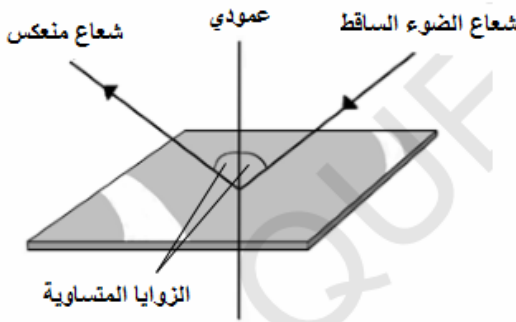 شعاع الضوء الساقط
عمودي
شعاع منعكس
الزوايا المتساوية